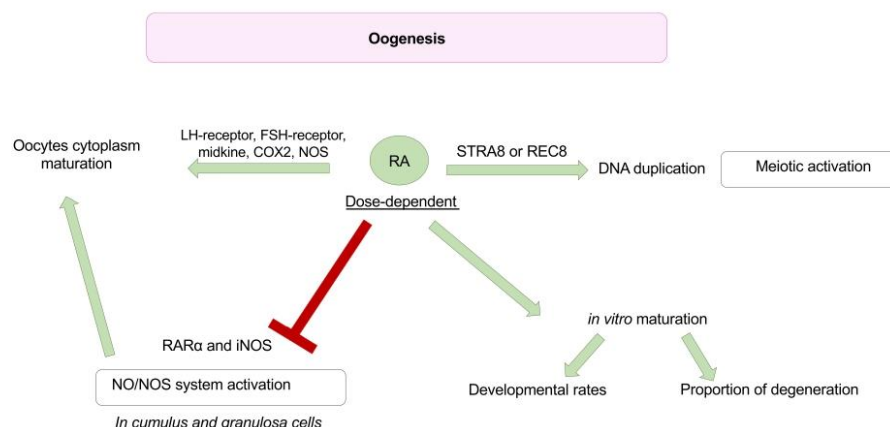 Oogenesis
LH-receptor, FSH-receptor,
midkine, COX2, NOS
Oocytes cytoplasm
maturation
RA
STRA8 or REC8
DNA duplication
Meiotic activation
Dose-dependent
RARα and iNOS
in vitro maturation
NO/NOS system activation
Developmental rates
Proportion of degeneration
In cumulus and granulosa cells